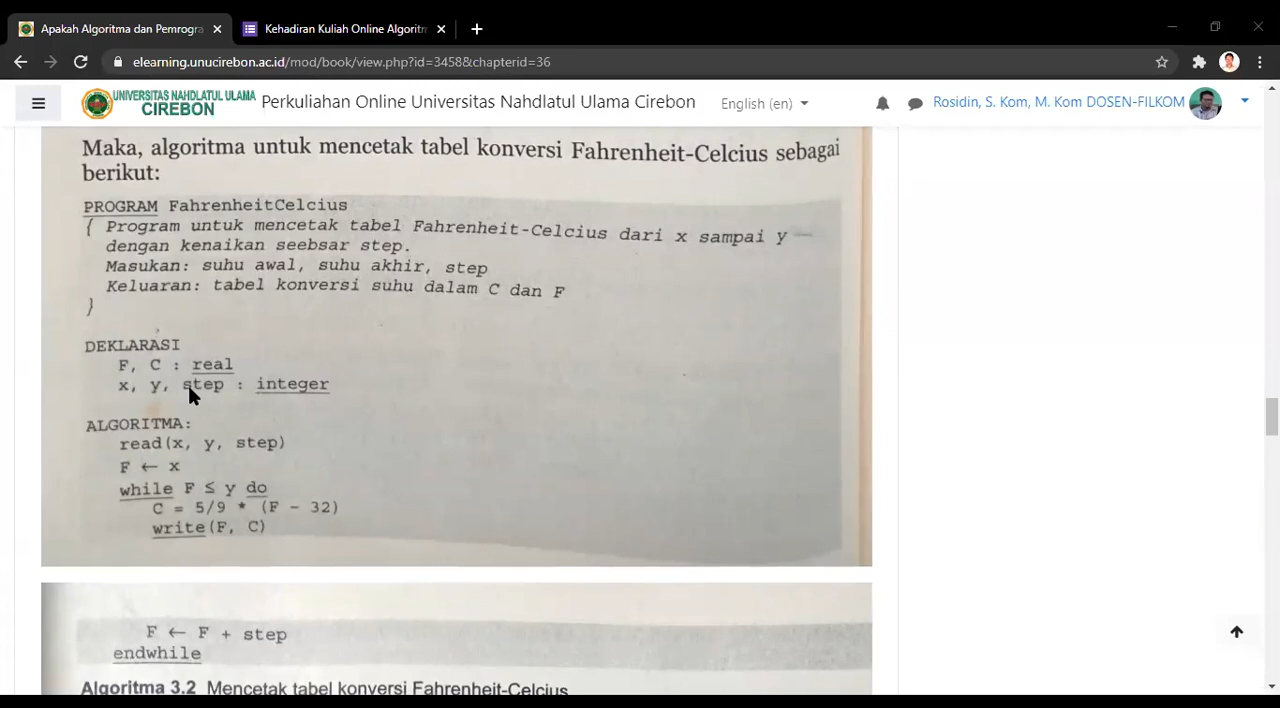 Apakah Algoritma dan Pemrogra
Kehadiran Kuliah Online Algoritm
elearning.unucirebon.ac.id/mod/book/view.php?id=3458&chapterid=36
UNIVERSITAS NAHDLATUL ULAMA
CIREBON
Perkuliahan Online Universitas Nahdlatul Ulama Cirebon
English (en)
Rosidin, S. Kom, M. Kom DOSEN-FILKOM
Maka, algoritma untuk mencetak tabel konversi Fahrenheit-Celcius sebagai
berikut:
PROGRAM FahrenheitCelcius
{ Program untuk mencetak tabel Fahrenheit-Celcius dari x sampai y
dengan kenaikan seebsar step.
Masukan: suhu awal, suhu akhir, step
Keluaran: tabel konversi suhu dalam C dan F
}
DEKLARASI
F, C : real
x, y, step : integer
ALGORITMA:
read(x, y, step)
F ← x
while F ≤ y do
C = 5/9 * (F - 32)
write(F, C)
F ← F + step
endwhile
Algoritma 3.2 Mencetak tabel konversi Fahrenheit-Celcius